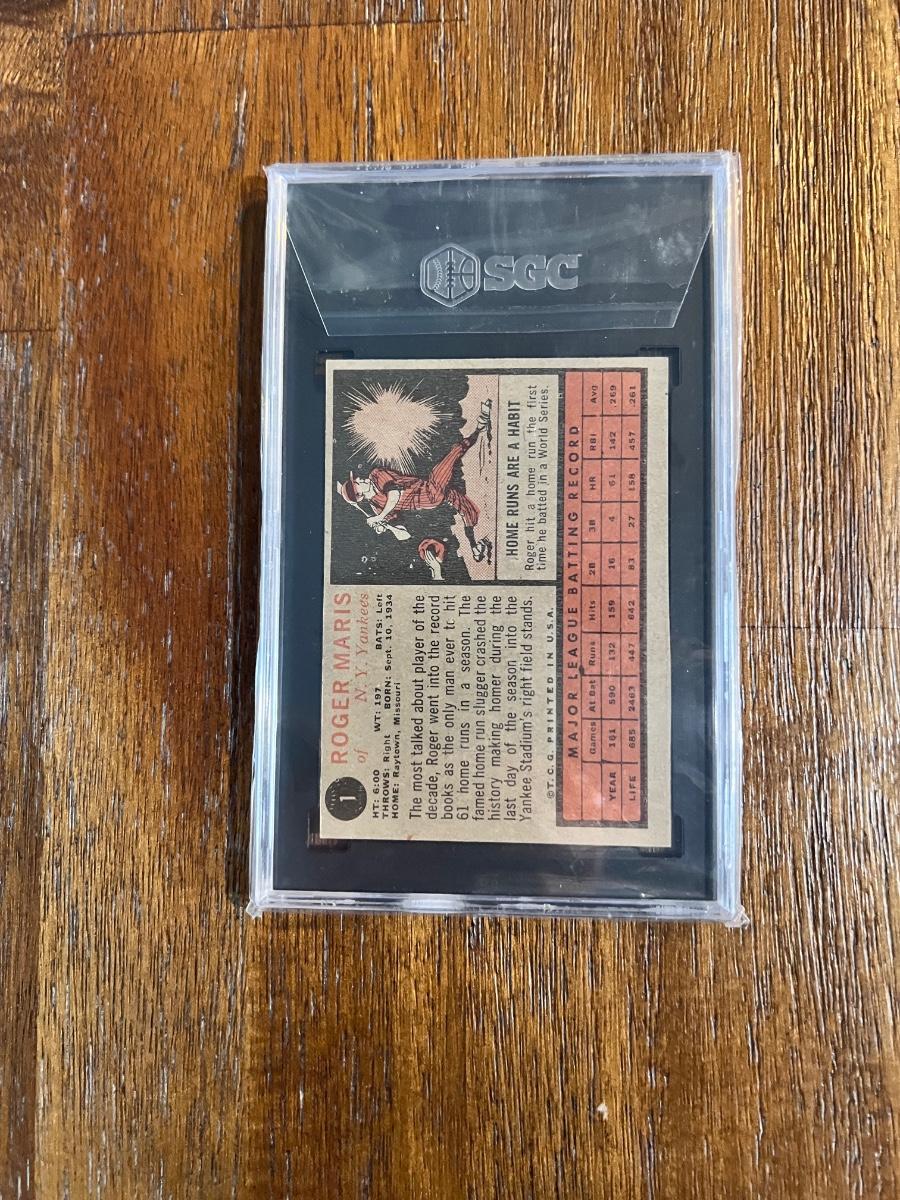 SGC
1
ROGER MARIS
of N. Y. Yankees
HT: 6:00 WT: 197 BATS: Left
THROWS: Right BORN: Sept. 10, 1934
HOME: Raytown, Missouri
The most talked about player of the
decade, Roger went into the record
books as the only man ever to hit
61 home runs in a season. The
famed home run slugger crashed the
history making homer during the
last day of the season into the
Yankee Stadium's right field stands.
© T. C. G. PRINTED IN U. S. A.
HOME RUNS ARE A HABIT
Roger hit a home run the first
time he batted in a World Series.
MAJOR LEAGUE BATTING RECORD
Games At Bat Runs Hits 2B 3B HR RBI Avg
YEAR 161 590 132 159 16 4 61 142 .269
LIFE 685 2463 447 642 83 27 158 457 .261